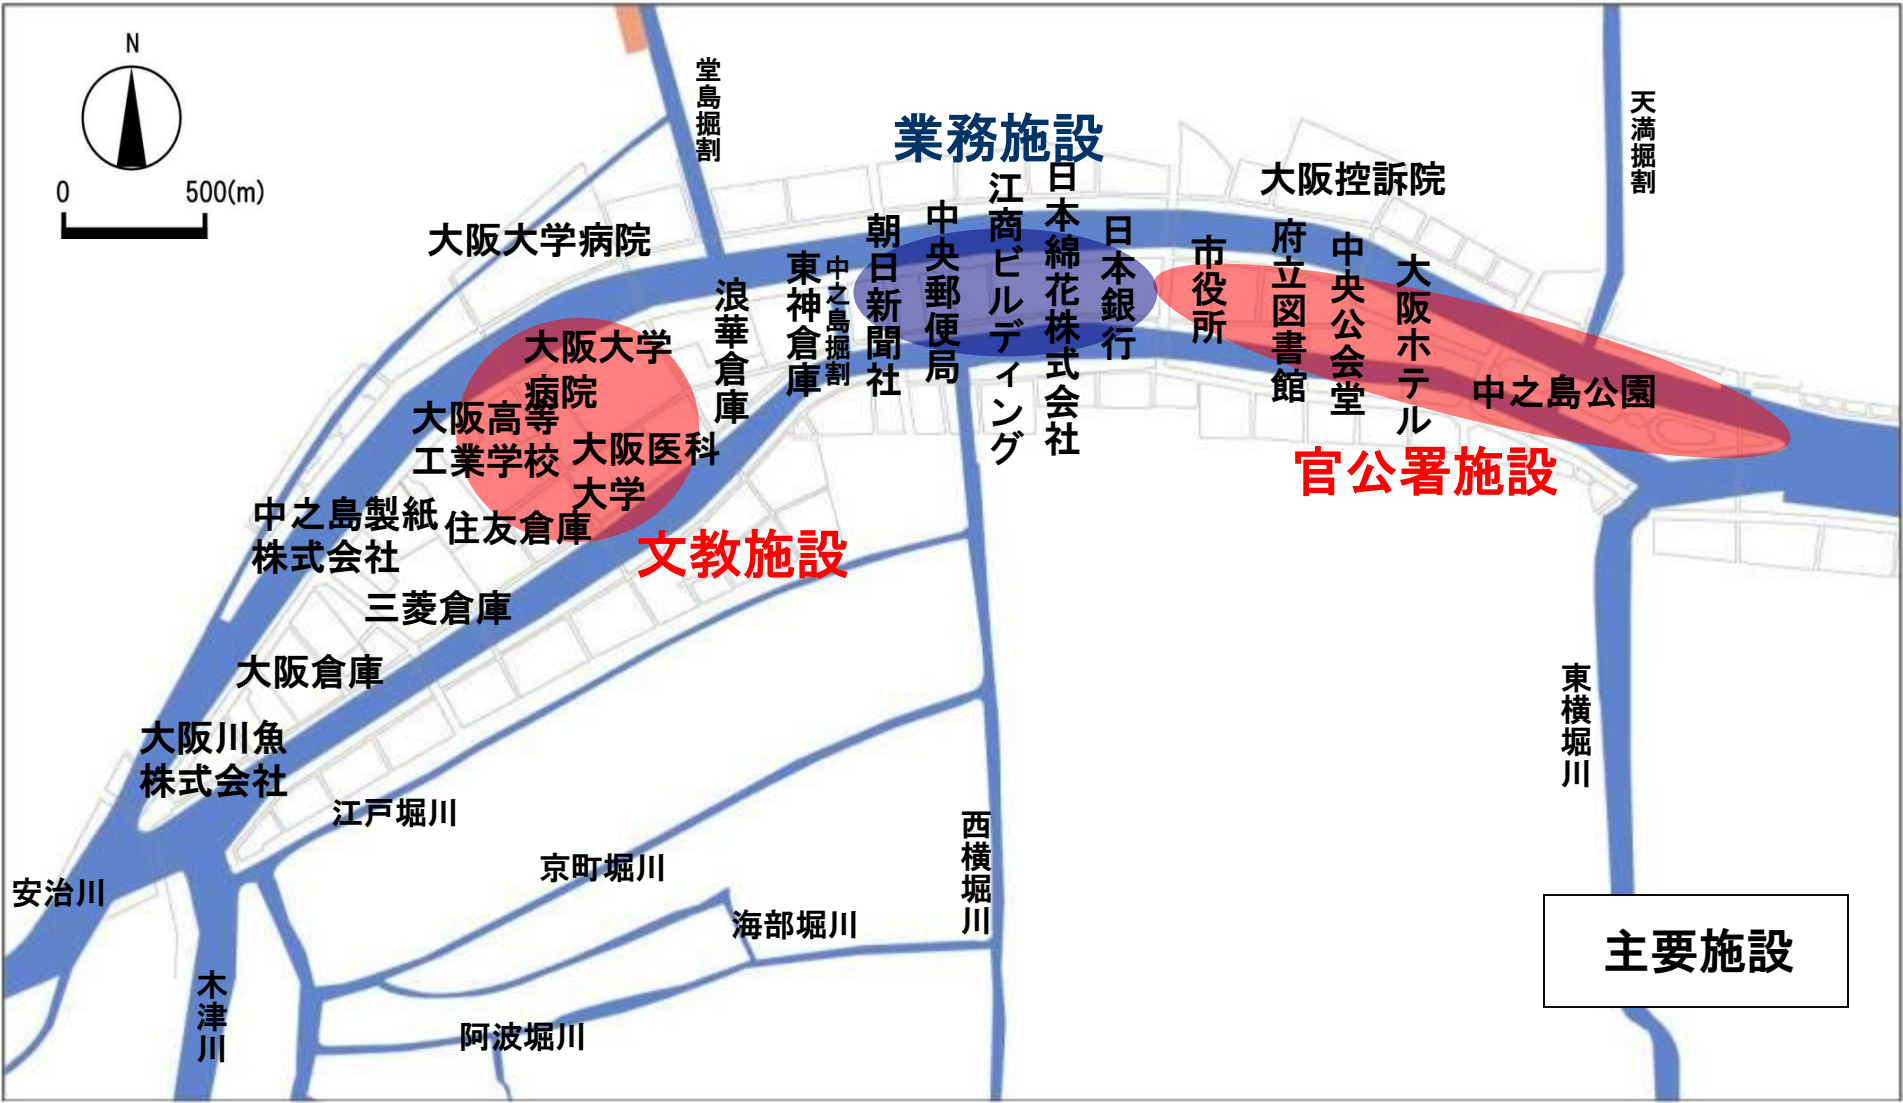 N
0 500(m)
堂島掘割
天満掘割
業務施設
大阪控訴院
大阪大学病院
浪華倉庫
東神倉庫
中之島掘割
朝日新聞社
中央郵便局
江商ビルディング
日本綿花株式会社
日本銀行
市役所
府立図書館
中央公会堂
大阪ホテル
中之島公園
官公署施設
大阪大学
病院
大阪高等
工業学校
大阪医科
大学
中之島製紙
株式会社
住友倉庫
文教施設
三菱倉庫
大阪倉庫
大阪川魚
株式会社
江戸堀川
京町堀川
海部堀川
西横堀川
東横堀川
安治川
木津川
阿波堀川
主要施設